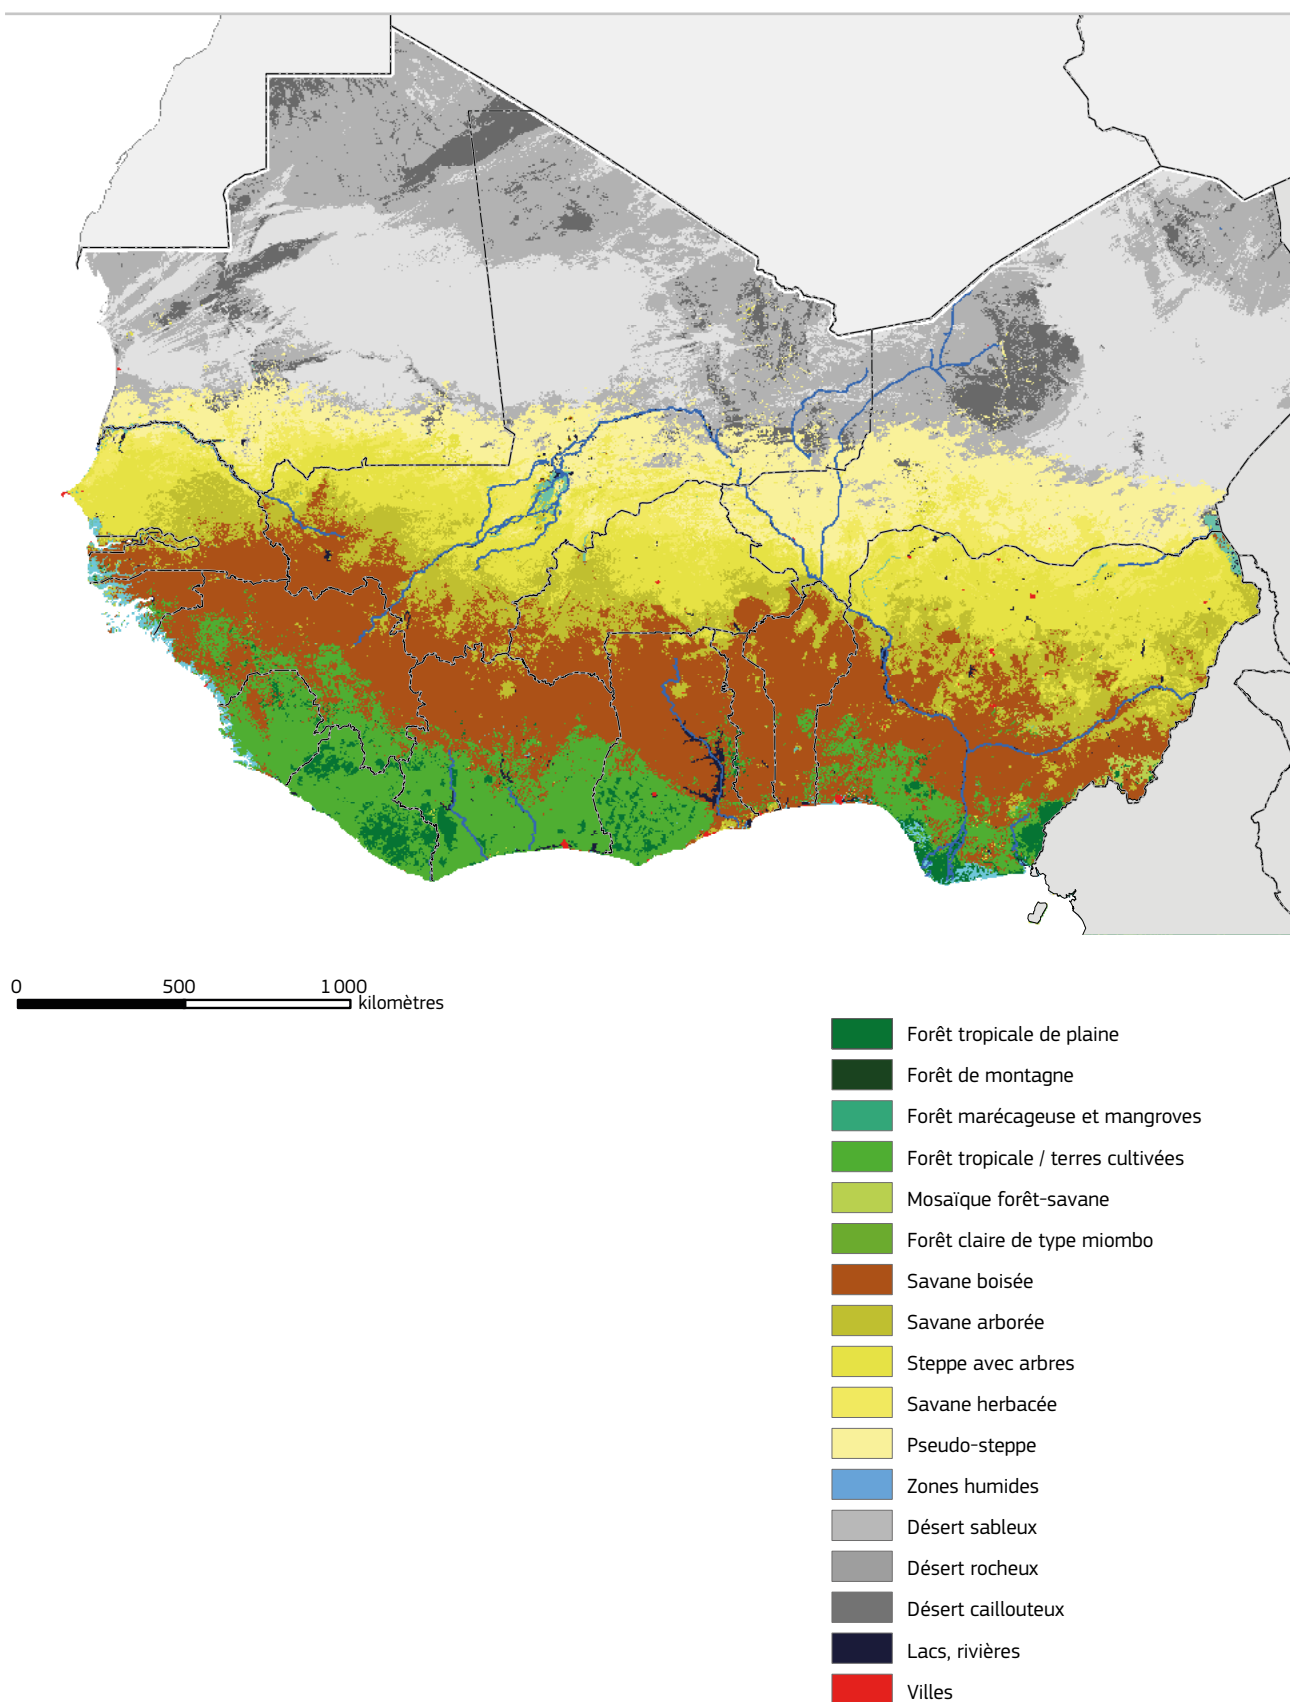 0 500 1 000
kilomètres
Forêt tropicale de plaine
Forêt de montagne
Forêt marécageuse et mangroves
Forêt tropicale / terres cultivées
Mosaïque forêt-savane
Forêt claire de type miombo
Savane boisée
Savane arborée
Steppe avec arbres
Savane herbacée
Pseudo-steppe
Zones humides
Désert sableux
Désert rocheux
Désert caillouteux
Lacs, rivières
Villes